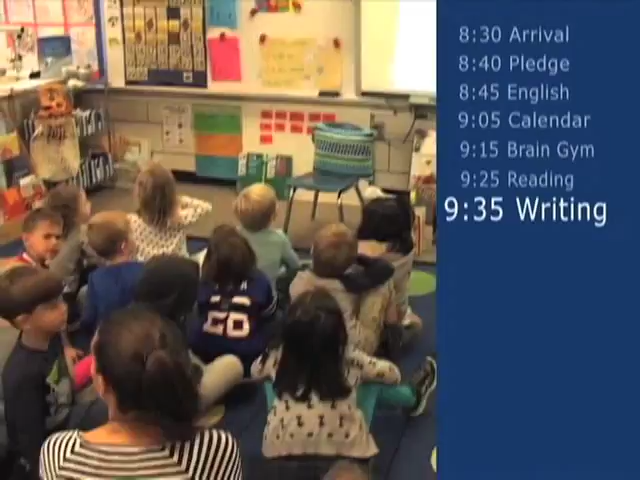 8:30 Arrival
8:40 Pledge
8:45 English
9:05 Calendar
9:15 Brain Gym
9:25 Reading
9:35 Writing
28